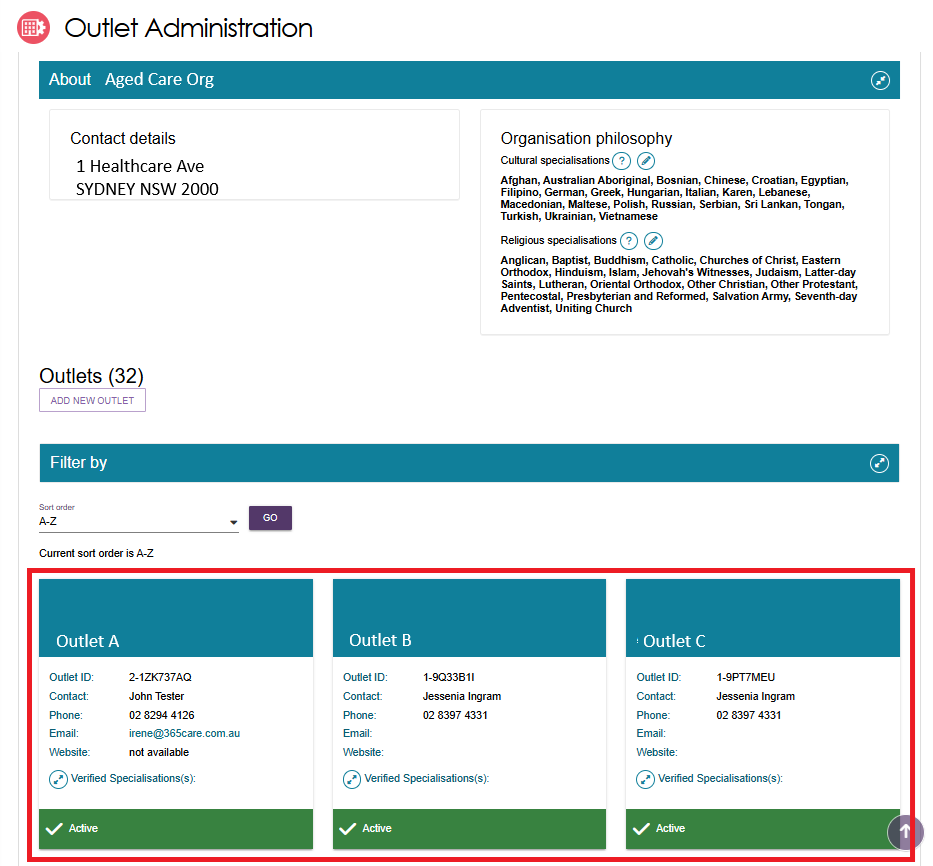 Outlet Administration
About Aged Care Org
Contact details
1 Healthcare Ave
SYDNEY NSW 2000
Organisation philosophy
Cultural specialisations ?
Afghan, Australian Aboriginal, Bosnian, Chinese, Croatian, Egyptian,
Filipino, German, Greek, Hungarian, Italian, Karen, Lebanese,
Macedonian, Maltese, Polish, Russian, Serbian, Sri Lankan, Tongan,
Turkish, Ukrainian, Vietnamese
Religious specialisations ?
Anglican, Baptist, Buddhism, Catholic, Churches of Christ, Eastern
Orthodox, Hinduism, Islam, Jehovah's Witnesses, Judaism, Latter-day
Saints, Lutheran, Oriental Orthodox, Other Christian, Other Protestant,
Pentecostal, Presbyterian and Reformed, Salvation Army, Seventh-day
Adventist, Uniting Church
Outlets (32)
ADD NEW OUTLET
Filter by
Sort order
A-Z
GO
Current sort order is A-Z
Outlet A
Outlet ID: 2-1ZK737AQ
Contact: John Tester
Phone: 02 8294 4126
Email: irene@365care.com.au
Website: not available
Verified Specialisations(s):
Active
Outlet B
Outlet ID: 1-9Q33B1I
Contact: Jessenia Ingram
Phone: 02 8397 4331
Email:
Website:
Verified Specialisations(s):
Active
Outlet C
Outlet ID: 1-9PT7MEU
Contact: Jessenia Ingram
Phone: 02 8397 4331
Email:
Website:
Verified Specialisations(s):
Active